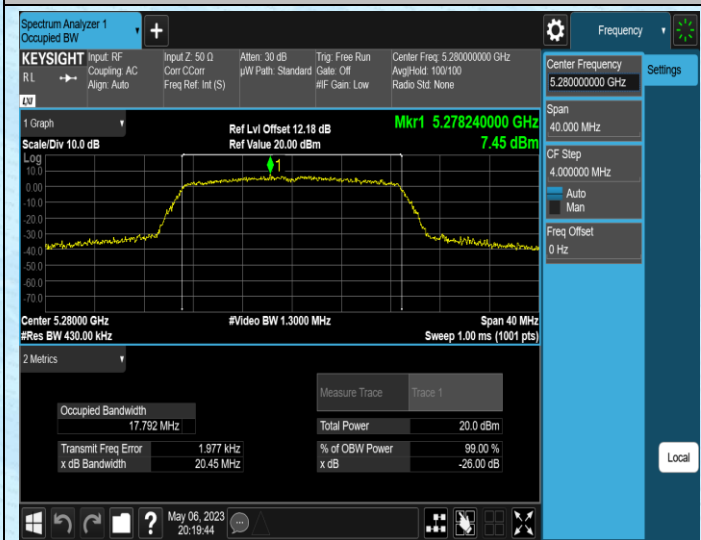 Spectrum Analyzer 1
Occupied BW
Frequency
KEYSIGHT
RL
LXI
Input: RF
Coupling: AC
Align: Auto
Input Z: 50 Ω
Corr CCorr
Freq Ref: Int (S)
Atten: 30 dB
µW Path: Standard
Trig: Free Run
Gate: Off
#IF Gain: Low
Center Freq: 5.280000000 GHz
Avg|Hold: 100/100
Radio Std: None
Center Frequency
5.280000000 GHz
Settings
Span
40.000 MHz
CF Step
4.000000 MHz
Auto
Man
Freq Offset
0 Hz
1 Graph
Scale/Div 10.0 dB
Ref Lvl Offset 12.18 dB
Ref Value 20.00 dBm
Mkr1 5.278240000 GHz
7.45 dBm
Log
10.0
0.00
-10.0
-20.0
-30.0
-40.0
-50.0
-60.0
-70.0
1
Center 5.28000 GHz
#Res BW 430.00 kHz
#Video BW 1.3000 MHz
Span 40 MHz
Sweep 1.00 ms (1001 pts)
2 Metrics
Measure Trace Trace 1
Occupied Bandwidth
17.792 MHz
Total Power 20.0 dBm
Transmit Freq Error 1.977 kHz
% of OBW Power 99.00 %
x dB Bandwidth 20.45 MHz
x dB -26.00 dB
Local
May 06, 2023
20:19:44